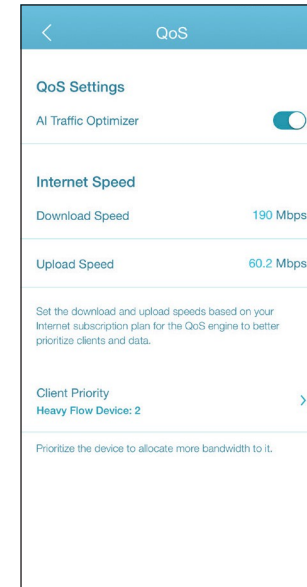 QoS
QoS Settings
AI Traffic Optimizer
Internet Speed
Download Speed 190 Mbps
Upload Speed 60.2 Mbps
Set the download and upload speeds based on your
Internet subscription plan for the QoS engine to better
prioritize clients and data.
Client Priority
Heavy Flow Device: 2
Prioritize the device to allocate more bandwidth to it.